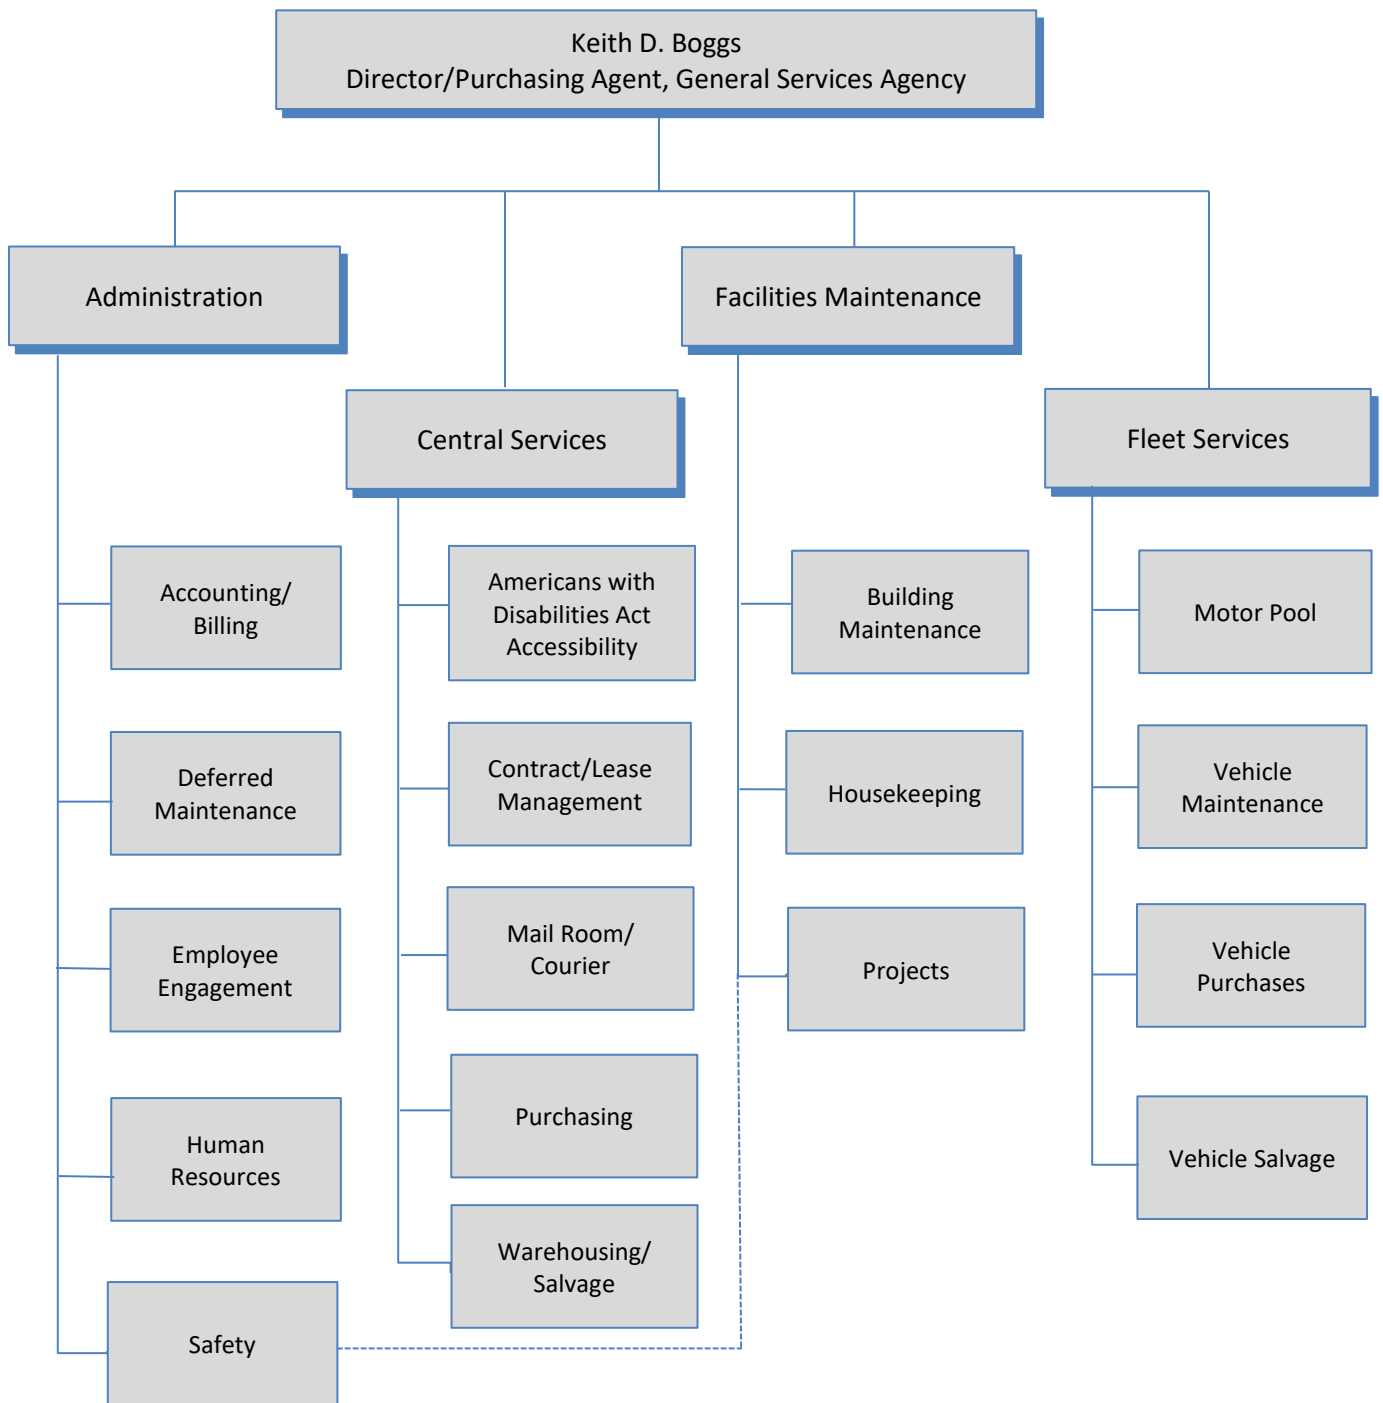 Keith D. Boggs
Director/Purchasing Agent, General Services Agency
Administration
Facilities Maintenance
Central Services
Fleet Services
Accounting/
Billing
Deferred
Maintenance
Employee
Engagement
Human
Resources
Safety
Americans with
Disabilities Act
Accessibility
Contract/Lease
Management
Mail Room/
Courier
Purchasing
Warehousing/
Salvage
Building
Maintenance
Housekeeping
Projects
Motor Pool
Vehicle
Maintenance
Vehicle
Purchases
Vehicle Salvage